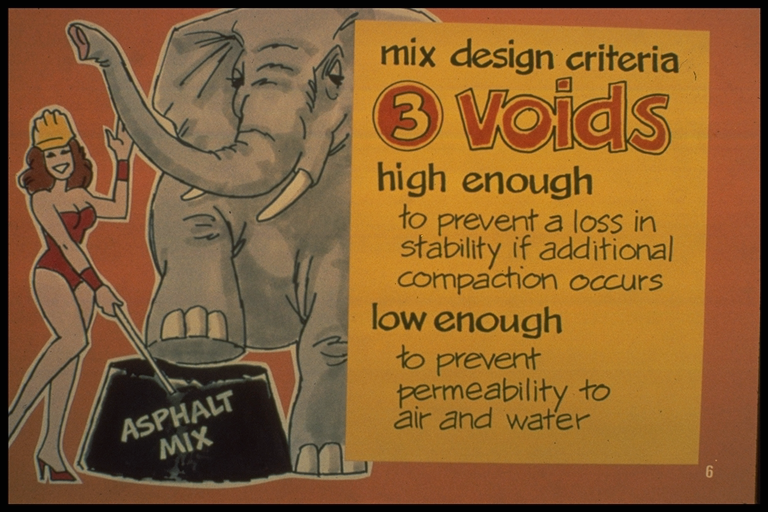 mix design criteria
3 voids
high enough
to prevent a loss in
stability if additional
compaction occurs
low enough
to prevent
permeability to
air and water
ASPHALT
MIX
6